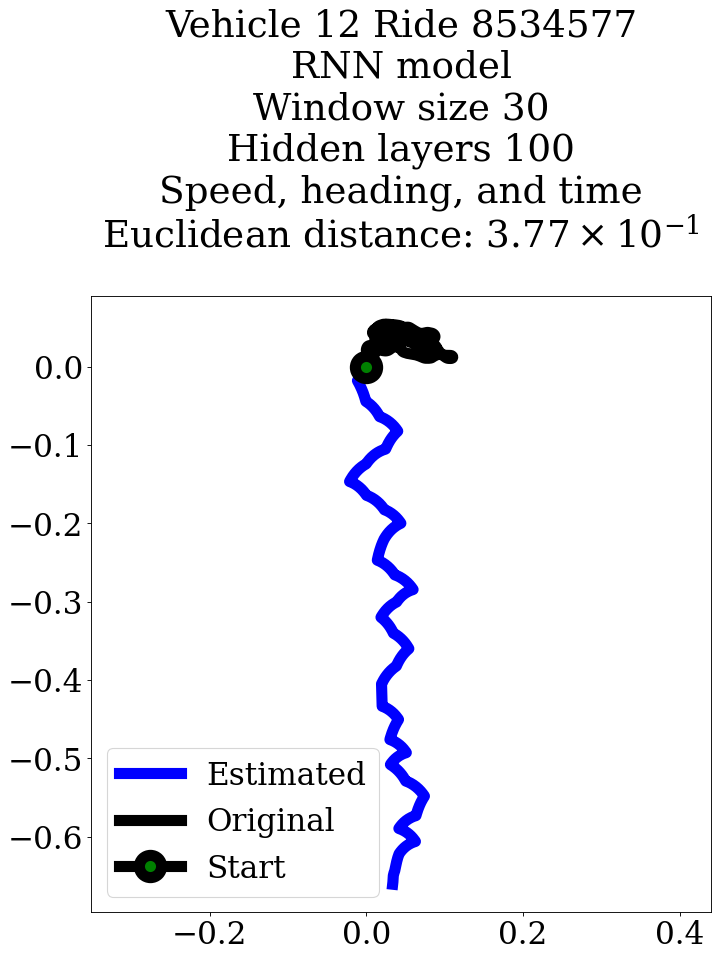 Vehicle 12 Ride 8534577
RNN model
Window size 30
Hidden layers 100
Speed, heading, and time
Euclidean distance: 3.77 × 10⁻¹
0.0
−0.1
−0.2
−0.3
−0.4
−0.5
−0.6
Estimated
Original
Start
−0.2 0.0 0.2 0.4